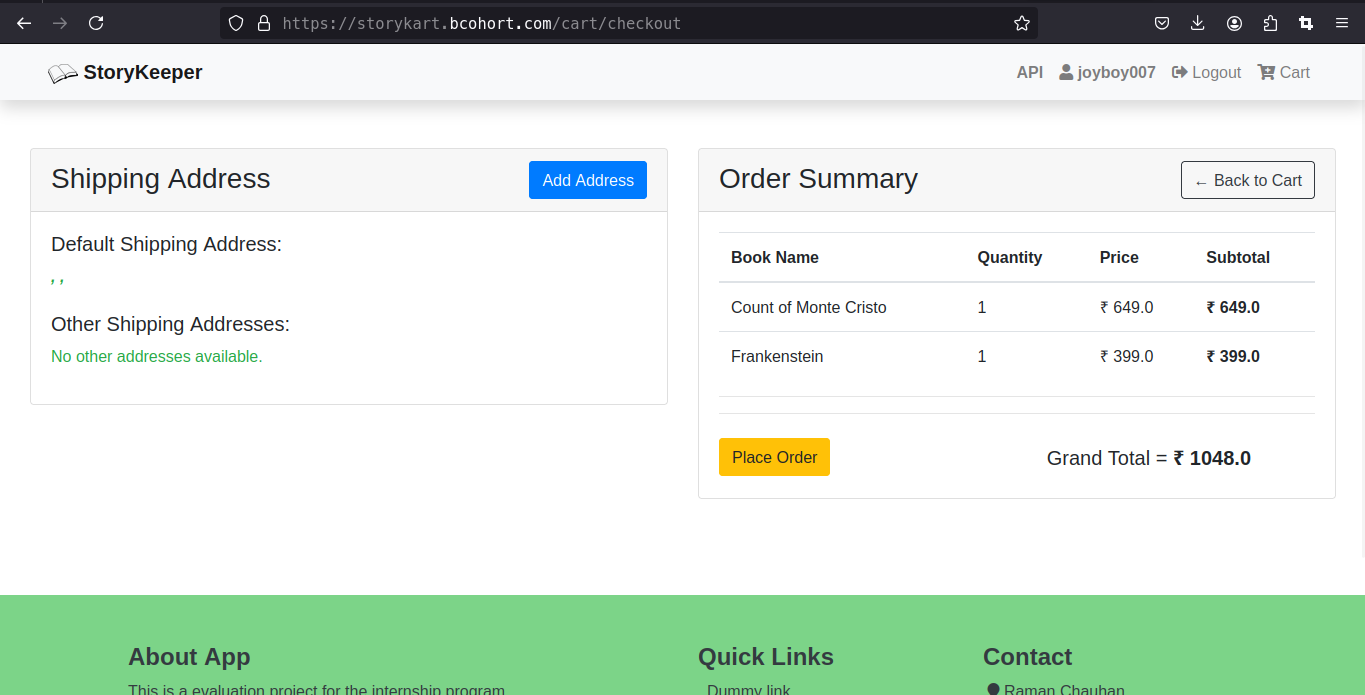 https://storykart.bcohort.com/cart/checkout
StoryKeeper
API joyboy007 Logout Cart
Shipping Address
Add Address
Default Shipping Address:
, ,
Other Shipping Addresses:
No other addresses available.
Order Summary
← Back to Cart
Book Name Quantity Price Subtotal
Count of Monte Cristo 1 ₹ 649.0 ₹ 649.0
Frankenstein 1 ₹ 399.0 ₹ 399.0
Place Order
Grand Total = ₹ 1048.0
About App
This is a evaluation project for the internship program
Quick Links
Dummy link
Contact
Raman Chauhan